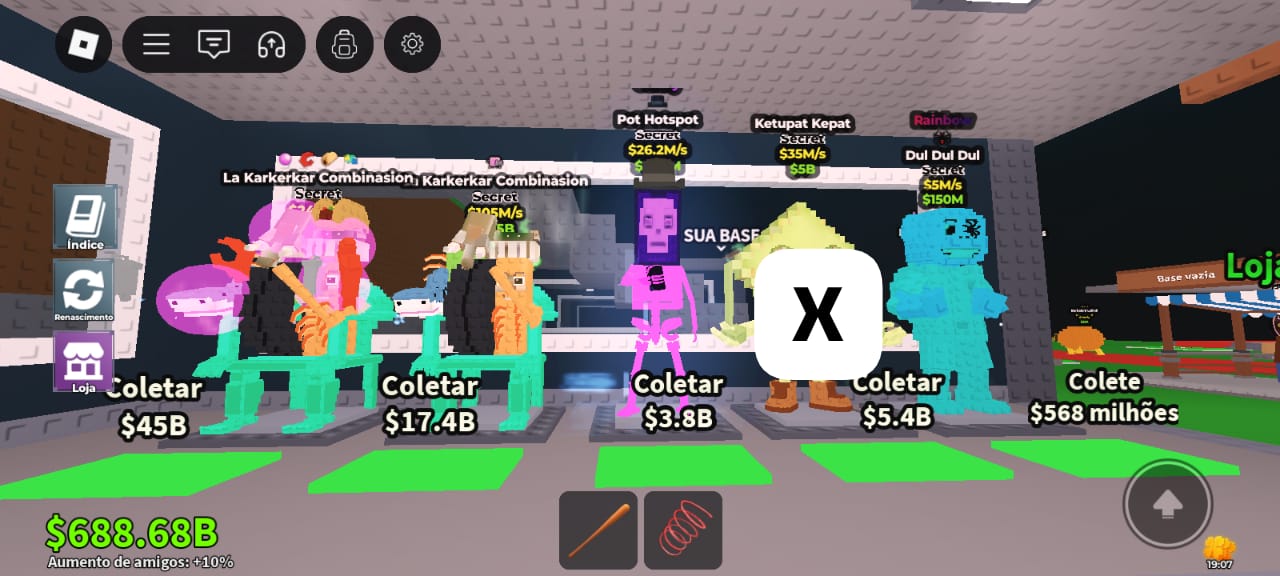 Pot Hotspot
Secret
$26.2M/s
Ketupat Kepat
Secret
$35M/s
$5B
Rainbow
Dul Dul Dul
Secret
$5M/s
$150M
La Karkerkar Combinasion
Secret
Karkerkar Combinasion
Secret
$105M/s
SUA BASE
Índice
Renascimento
Loja
Base vazia
Loja
X
Coletar
$45B
Coletar
$17.4B
Coletar
$3.8B
Coletar
$5.4B
Colete
$568 milhões
$688.68B
Aumento de amigos: +10%
19:07